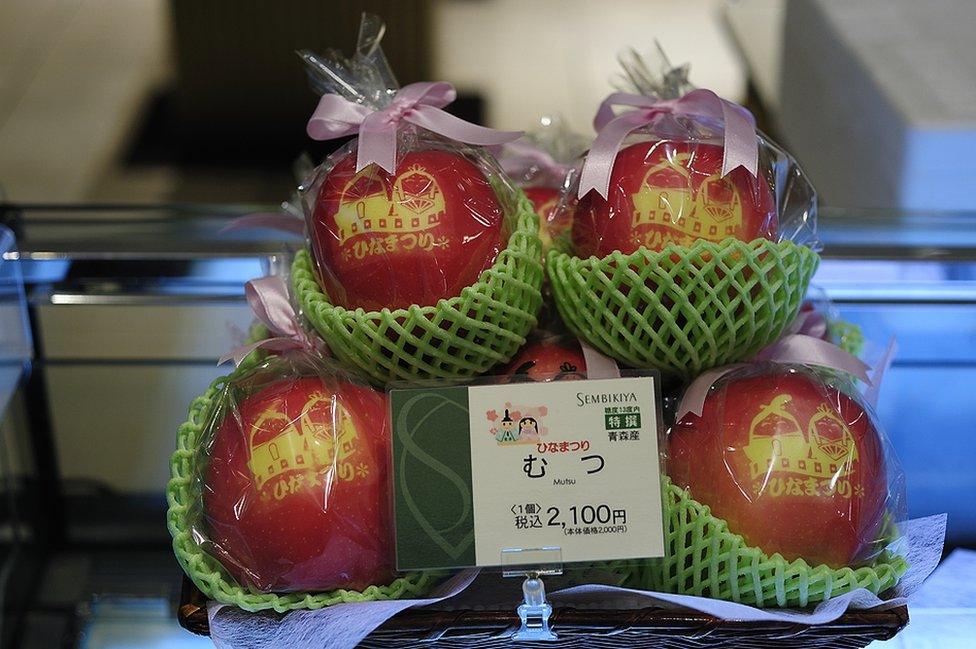 ひなまつり
ひなまつり
ひなまつり
ひなまつり
SEMBIKIYA
糖度13度内
特撰
青森産
ひなまつり
むつ
Mutsu
〈1個〉
税込2,100円
(本体価格2,000円)